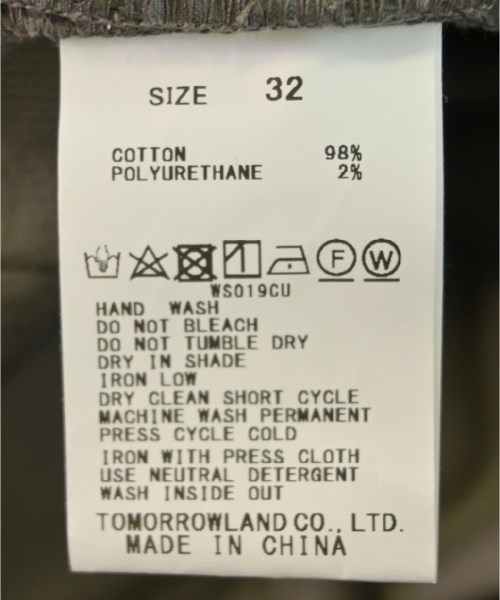 SIZE 32
COTTON 98%
POLYURETHANE 2%
F W
WS019CU
HAND WASH
DO NOT BLEACH
DO NOT TUMBLE DRY
DRY IN SHADE
IRON LOW
DRY CLEAN SHORT CYCLE
MACHINE WASH PERMANENT
PRESS CYCLE COLD
IRON WITH PRESS CLOTH
USE NEUTRAL DETERGENT
WASH INSIDE OUT
TOMORROWLAND CO., LTD.
MADE IN CHINA